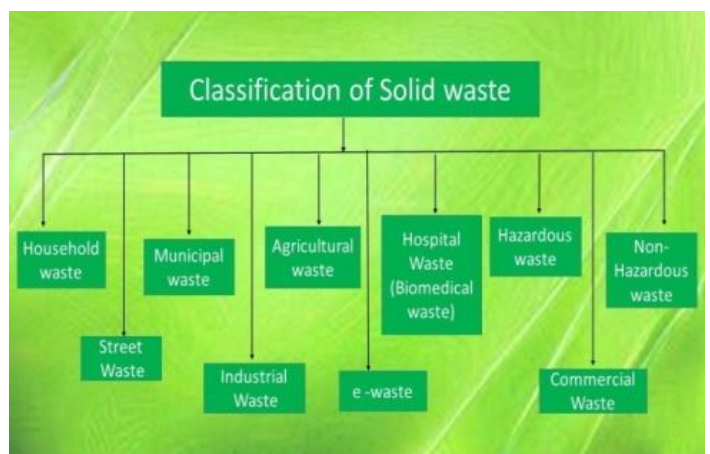 Classification of Solid waste
Household
waste
Municipal
waste
Agricultural
waste
Hospital
Waste
(Biomedical
waste)
Hazardous
waste
Non-
Hazardous
waste
Street
Waste
Industrial
Waste
e -waste
Commercial
Waste